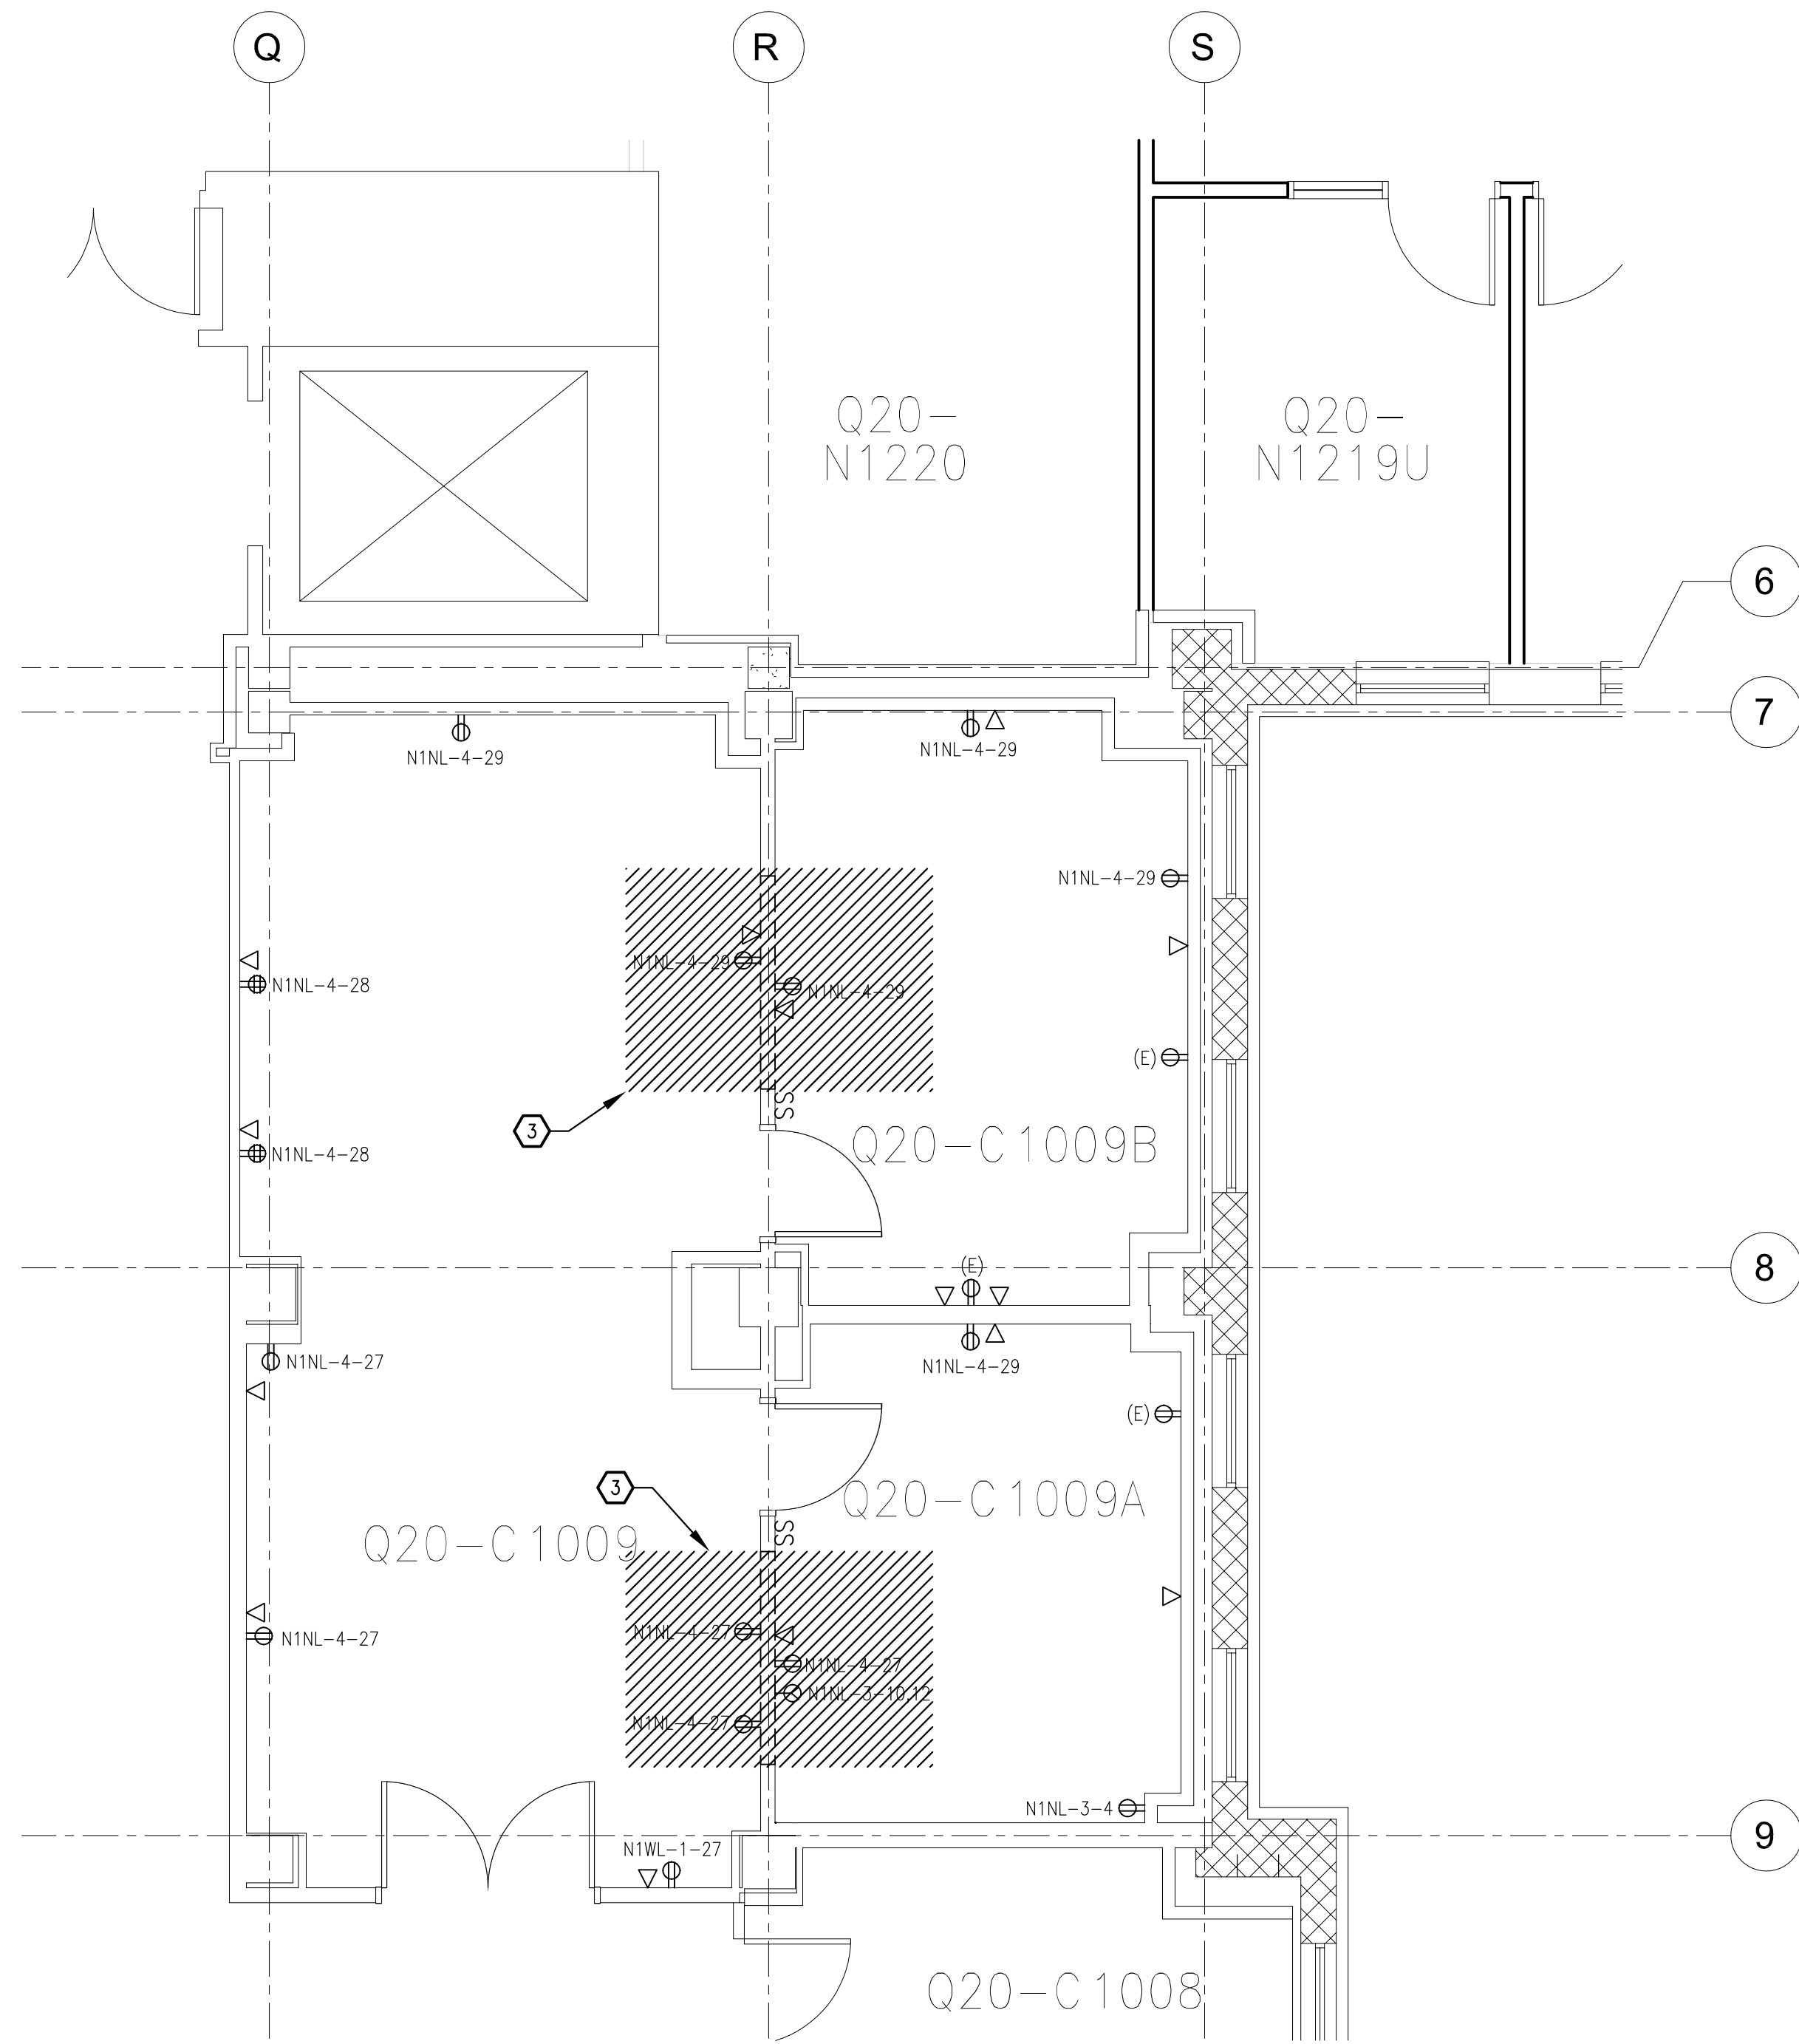 Q
R
S
Q20-
N1220
Q20-
N1219U
6
7
N1NL-4-29
N1NL-4-29
N1NL-4-29
N1NL-4-29
N1NL-4-28
N1NL-4-29
(E)
SS
3
Q20-C1009B
N1NL-4-28
8
(E)
N1NL-4-27
N1NL-4-29
(E)
3
Q20-C1009A
SS
Q20-C1009
N1NL-4-27
N1NL-4-27
N1NL-4-27
N1NL-3-10,12
N1NL-4-27
N1NL-3-4
9
N1WL-1-27
Q20-C1008